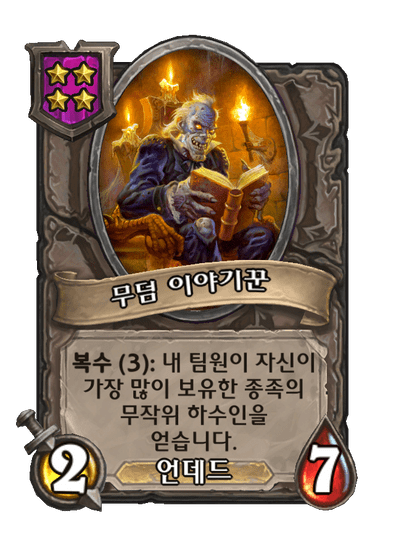 무덤 이야기꾼
복수 (3): 내 팀원이 자신이
가장 많이 보유한 종족의
무작위 하수인을
얻습니다.
2
언데드
7